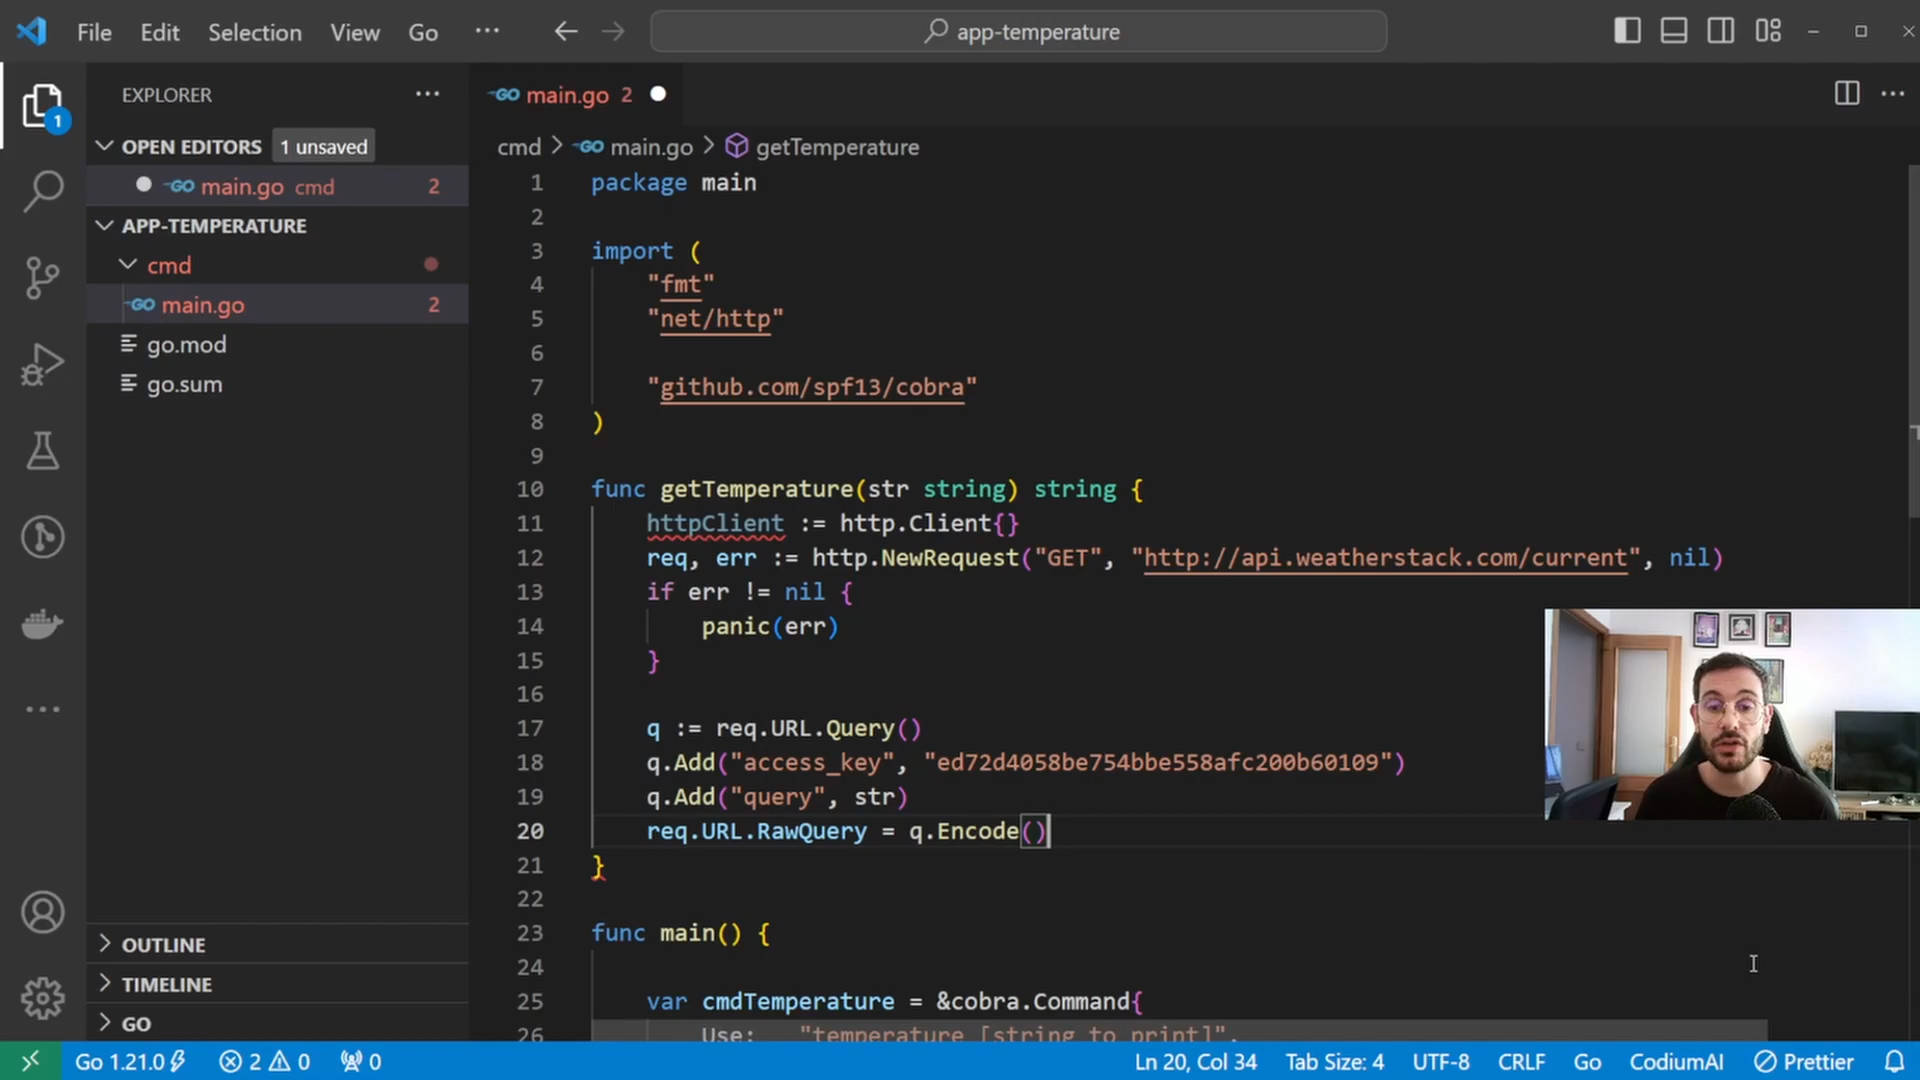 File Edit Selection View Go ··· app-temperature
EXPLORER ···
OPEN EDITORS 1 unsaved
main.go cmd 2
APP-TEMPERATURE
cmd
main.go 2
go.mod
go.sum
OUTLINE
TIMELINE
GO
1
main.go 2
cmd > main.go > getTemperature
1 package main
2
3 import (
4 "fmt"
5 "net/http"
6
7 "github.com/spf13/cobra"
8 )
9
10 func getTemperature(str string) string {
11 httpClient := http.Client{}
12 req, err := http.NewRequest("GET", "http://api.weatherstack.com/current", nil)
13 if err != nil {
14 panic(err)
15 }
16
17 q := req.URL.Query()
18 q.Add("access_key", "ed72d4058be754bbe558afc200b60109")
19 q.Add("query", str)
20 req.URL.RawQuery = q.Encode()
21 }
22
23 func main() {
24
25 var cmdTemperature = &cobra.Command{
26 Use: "temperature [string to print]",
Go 1.21.0 2 0 0 Ln 20, Col 34 Tab Size: 4 UTF-8 CRLF Go CodiumAI Prettier